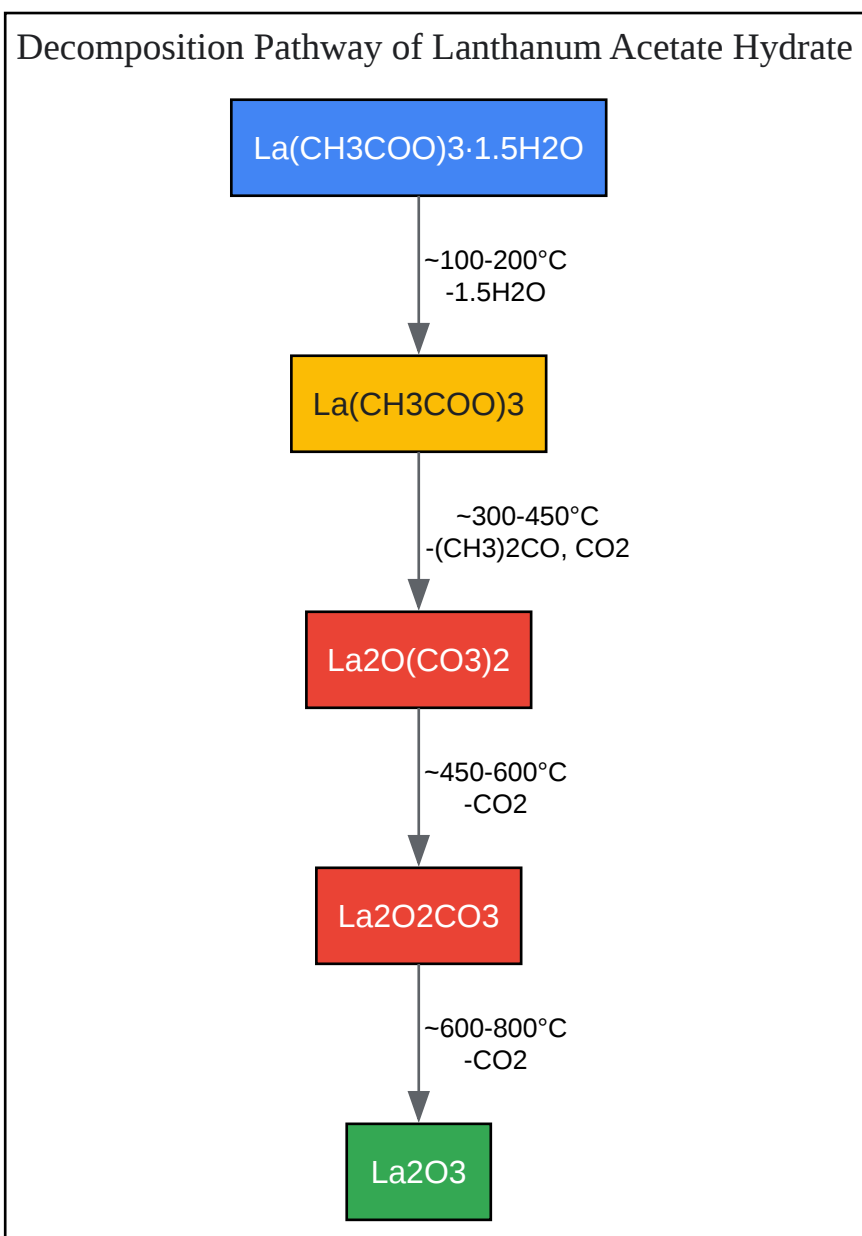 Decomposition Pathway of Lanthanum Acetate Hydrate
La(CH3COO)3·1.5H2O
~100-200°C
-1.5H2O
La(CH3COO)3
~300-450°C
-(CH3)2CO, CO2
La2O(CO3)2
~450-600°C
-CO2
La2O2CO3
~600-800°C
-CO2
La2O3